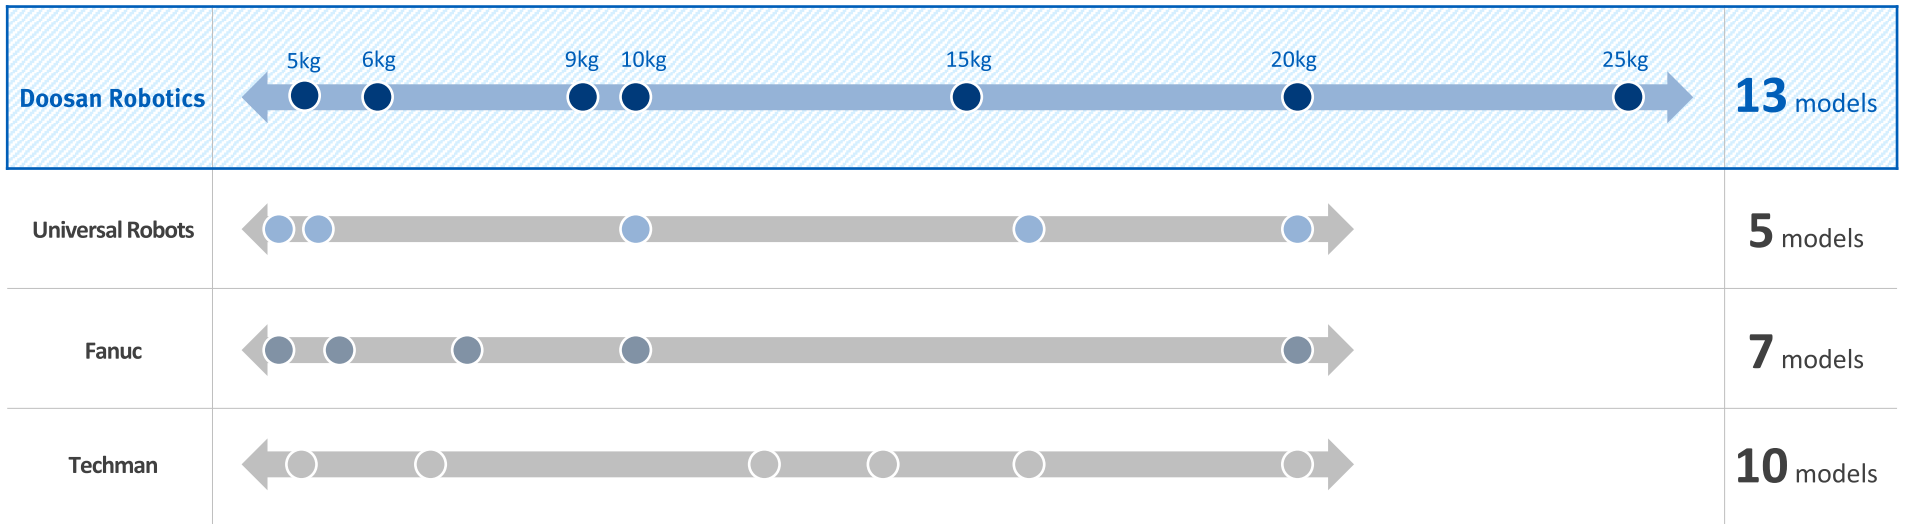 5kg 6kg 9kg 10kg 15kg 20kg 25kg
Doosan Robotics 13 models
Universal Robots 5 models
Fanuc 7 models
Techman 10 models